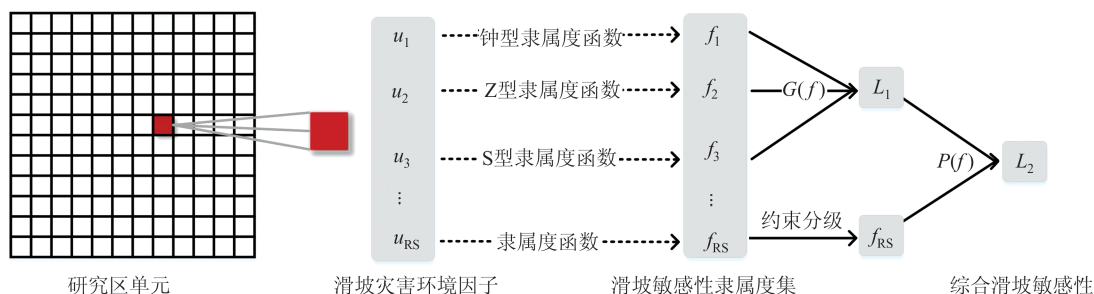 u₁ 钟型隶属度函数 f₁
u₂ Z型隶属度函数 f₂ G(f) L₁
u₃ S型隶属度函数 f₃ P(f) L₂
⋮ ⋮
约束分级
u_RS 隶属度函数 f_RS f_RS
研究区单元 滑坡灾害环境因子 滑坡敏感性隶属度集 综合滑坡敏感性